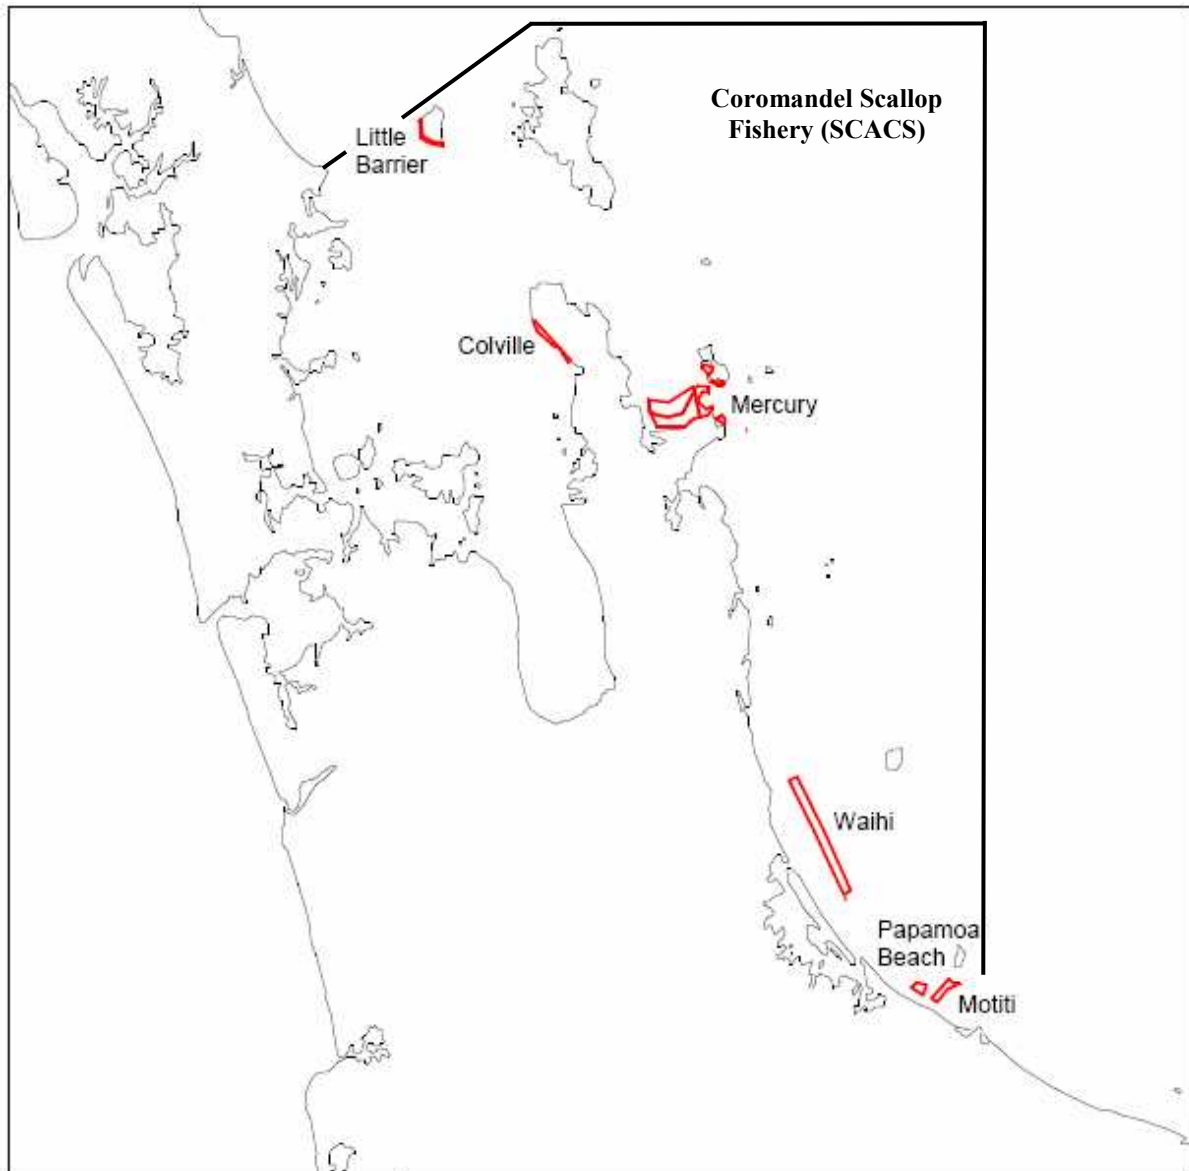 Coromandel Scallop
Fishery (SCACS)
Little
Barrier
Colville
Mercury
Waihi
Papamoa
Beach
Motiti